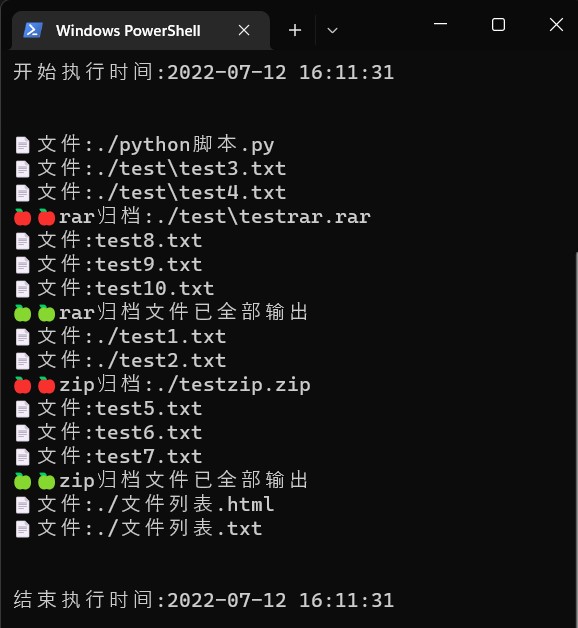 Windows PowerShell
开始执行时间:2022-07-12 16:11:31
文件:./python脚本.py
文件:./test\test3.txt
文件:./test\test4.txt
rar归档:./test\testrar.rar
文件:test8.txt
文件:test9.txt
文件:test10.txt
rar归档文件已全部输出
文件:./test1.txt
文件:./test2.txt
zip归档:./testzip.zip
文件:test5.txt
文件:test6.txt
文件:test7.txt
zip归档文件已全部输出
文件:./文件列表.html
文件:./文件列表.txt
结束执行时间:2022-07-12 16:11:31